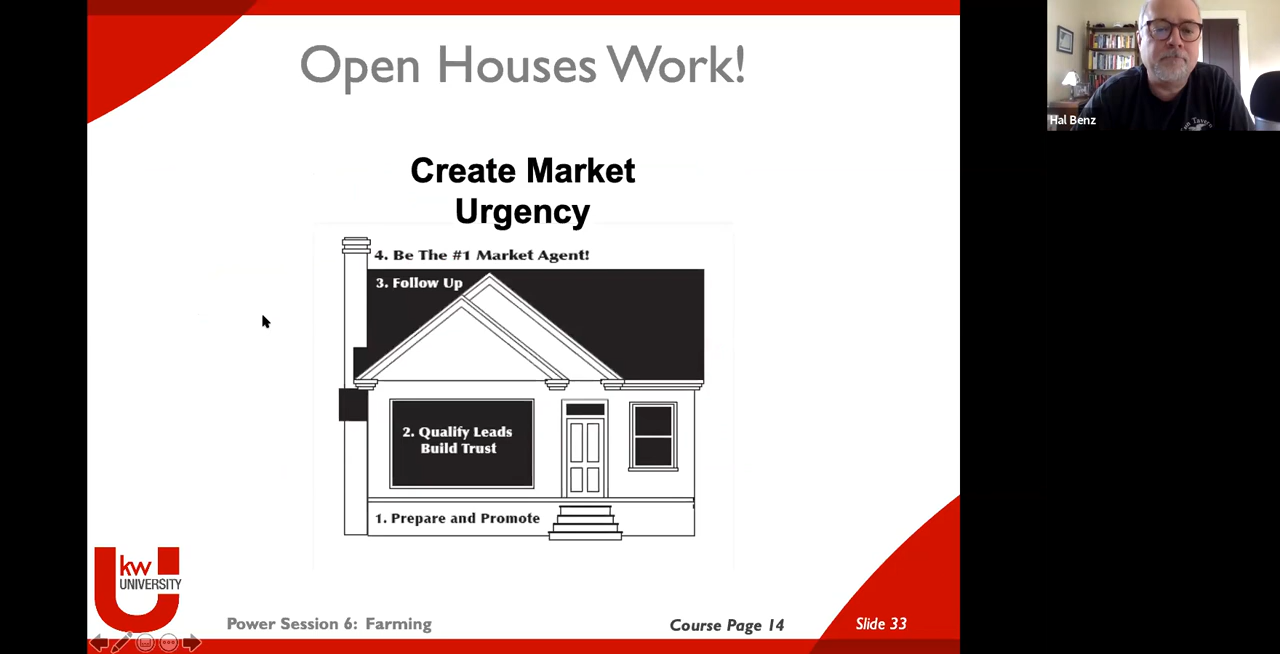 Open Houses Work!
Hal Benz
Create Market
Urgency
4. Be The #1 Market Agent!
3. Follow Up
2. Qualify Leads
Build Trust
1. Prepare and Promote
kw
UNIVERSITY
Power Session 6: Farming
Course Page 14
Slide 33